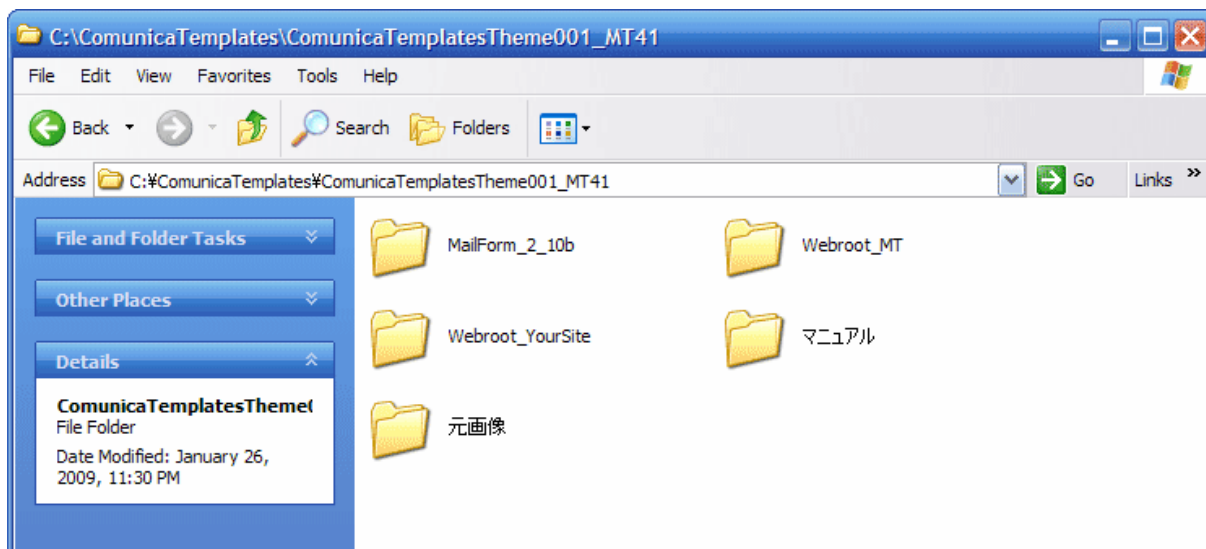 C:\ComunicaTemplates\ComunicaTemplatesTheme001_MT41
File Edit View Favorites Tools Help
Back Search Folders
Address C:¥ComunicaTemplates¥ComunicaTemplatesTheme001_MT41 Go Links »
File and Folder Tasks
Other Places
Details
ComunicaTemplatesTheme(
File Folder
Date Modified: January 26,
2009, 11:30 PM
MailForm_2_10b
Webroot_MT
Webroot_YourSite
マニュアル
元画像